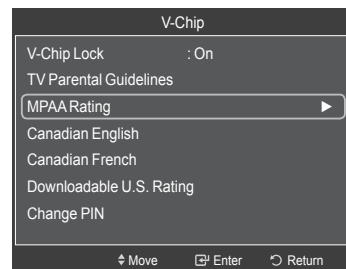 V-Chip
V-Chip Lock : On
TV Parental Guidelines
MPAA Rating
Canadian English
Canadian French
Downloadable U.S. Rating
Change PIN
Move Enter Return